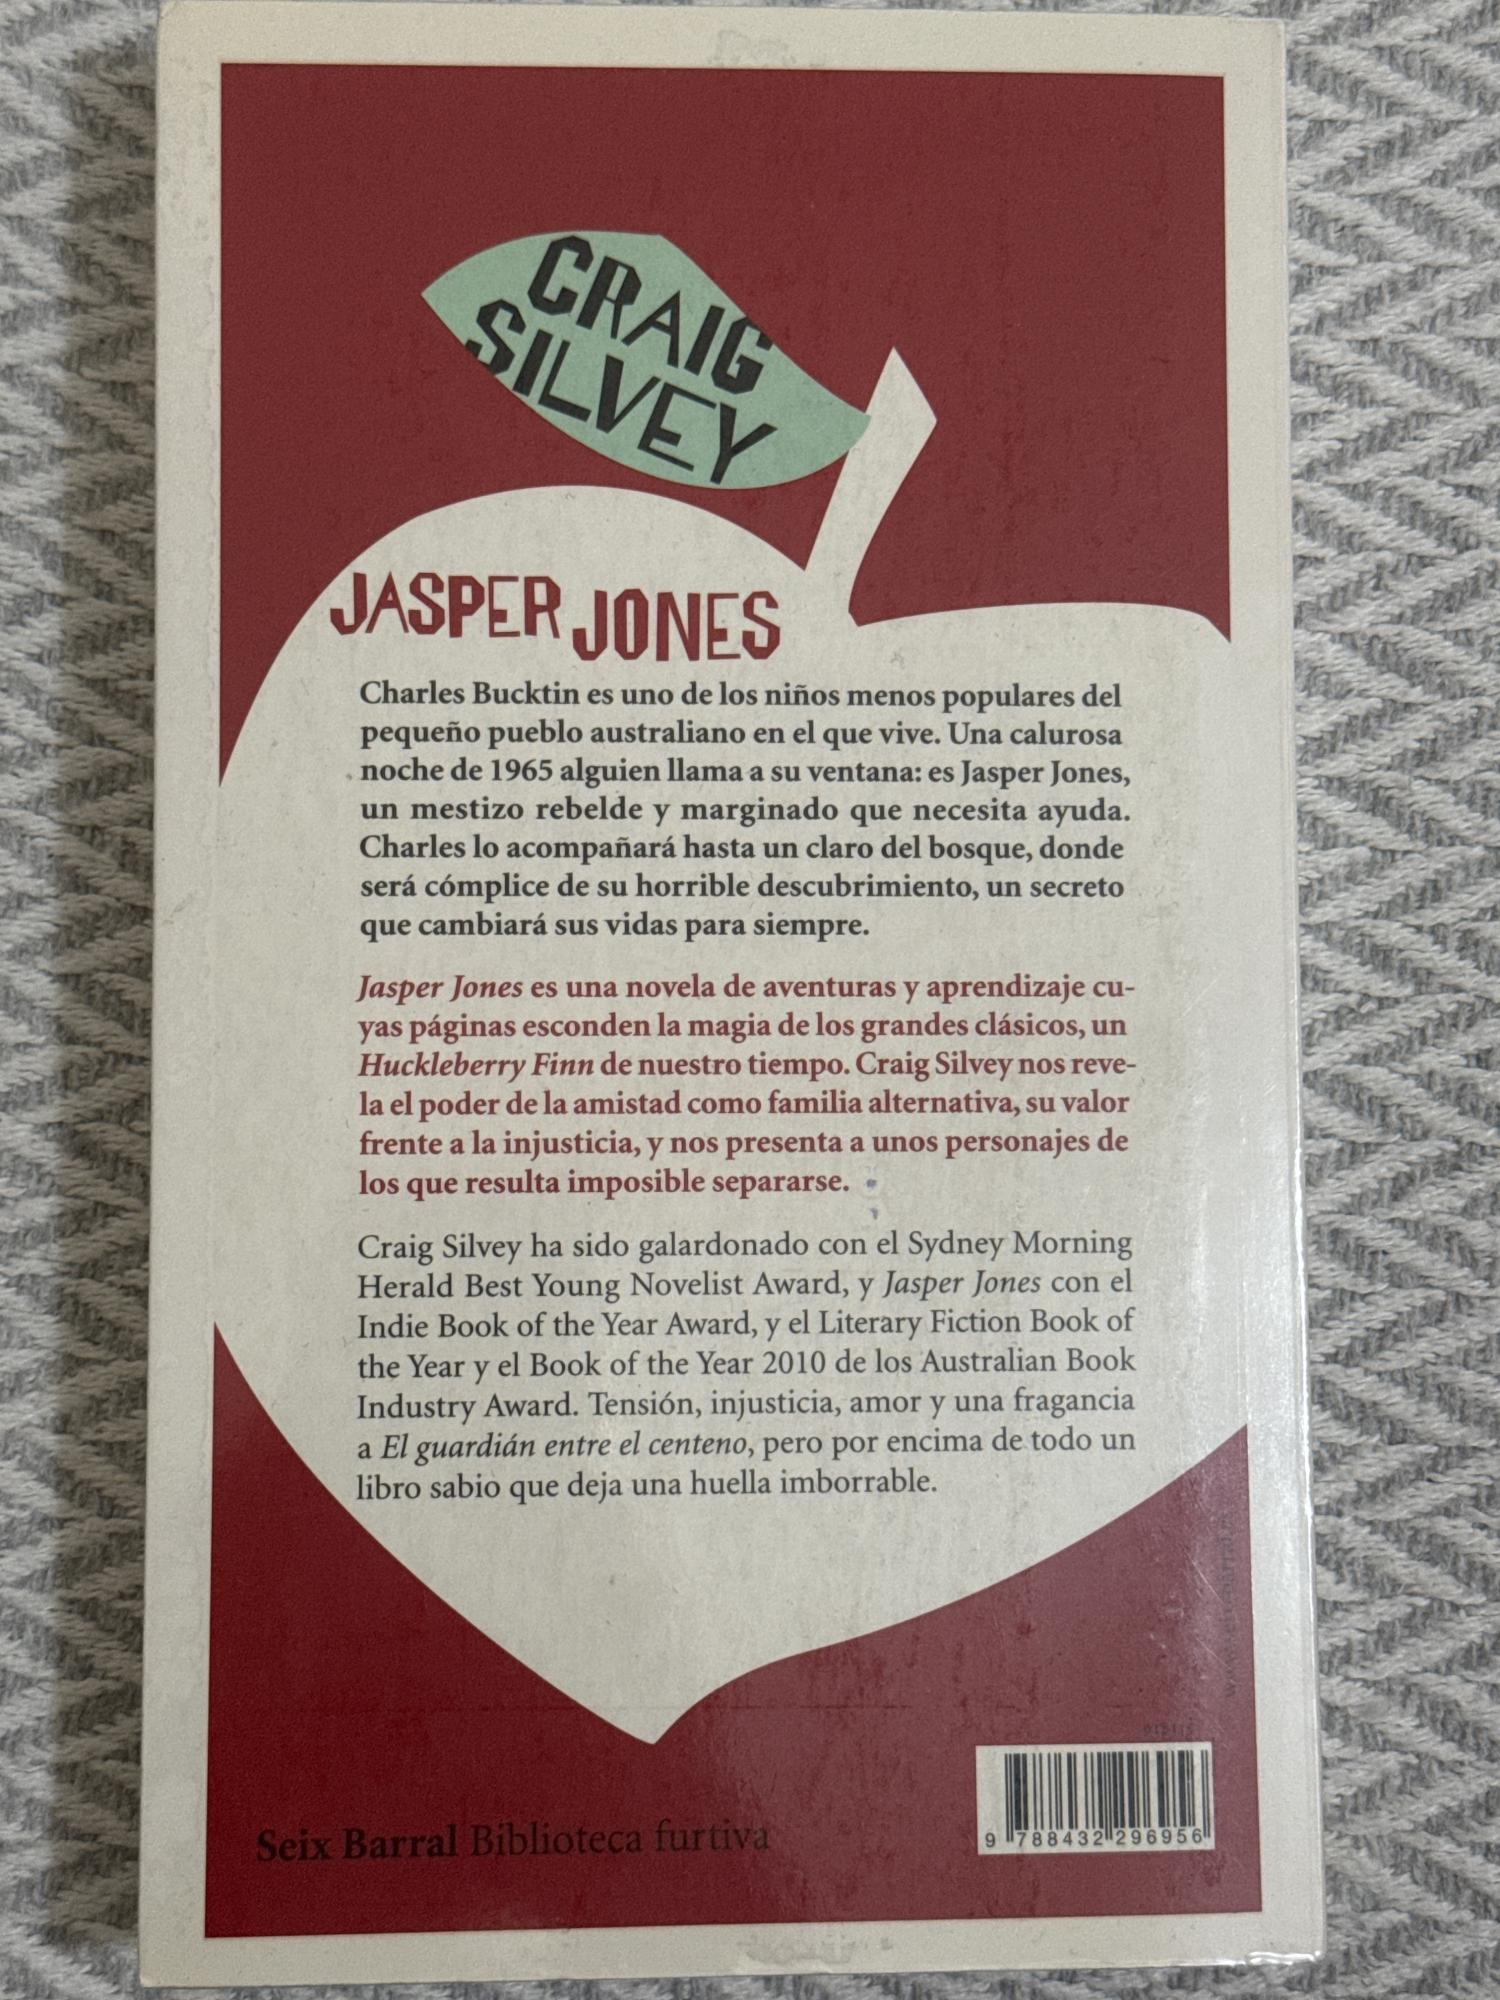 CRAIG
SILVEY
JASPER JONES
Charles Bucktin es uno de los niños menos populares del
pequeño pueblo australiano en el que vive. Una calurosa
noche de 1965 alguien llama a su ventana: es Jasper Jones,
un mestizo rebelde y marginado que necesita ayuda.
Charles lo acompañará hasta un claro del bosque, donde
será cómplice de su horrible descubrimiento, un secreto
que cambiará sus vidas para siempre.
Jasper Jones es una novela de aventuras y aprendizaje cu-
yas páginas esconden la magia de los grandes clásicos, un
Huckleberry Finn de nuestro tiempo. Craig Silvey nos reve-
la el poder de la amistad como familia alternativa, su valor
frente a la injusticia, y nos presenta a unos personajes de
los que resulta imposible separarse.
Craig Silvey ha sido galardonado con el Sydney Morning
Herald Best Young Novelist Award, y Jasper Jones con el
Indie Book of the Year Award, y el Literary Fiction Book of
the Year y el Book of the Year 2010 de los Australian Book
Industry Award. Tensión, injusticia, amor y una fragancia
a El guardián entre el centeno, pero por encima de todo un
libro sabio que deja una huella imborrable.
Seix Barral Biblioteca furtiva
9 788432 296956